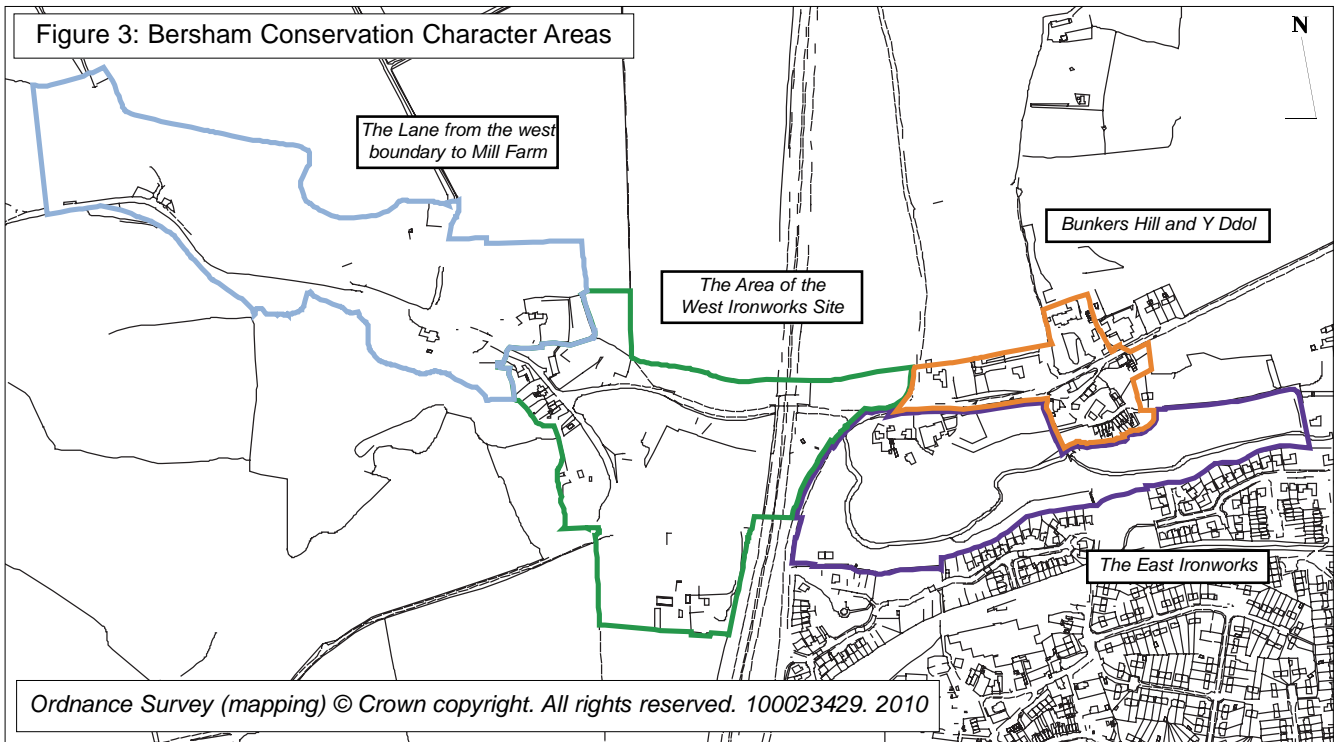 Figure 3: Bersham Conservation Character Areas
N
The Lane from the west
boundary to Mill Farm
Bunkers Hill and Y Ddol
The Area of the
West Ironworks Site
The East Ironworks
Ordnance Survey (mapping) © Crown copyright. All rights reserved. 100023429. 2010